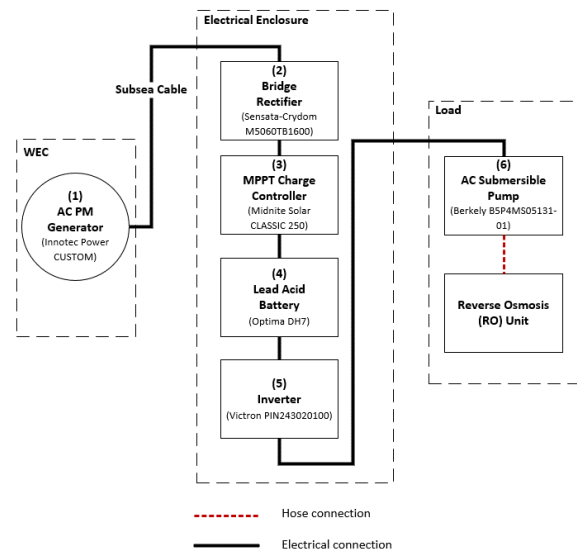 Electrical Enclosure
Subsea Cable
(2)
Bridge
Rectifier
(Sensata-Crydom
M5060TB1600)
WEC
(1)
AC PM
Generator
(Innotec Power
CUSTOM)
(3)
MPPT Charge
Controller
(Midnite Solar
CLASSIC 250)
(4)
Lead Acid
Battery
(Optima DH7)
(5)
Inverter
(Victron PIN243020100)
Load
(6)
AC Submersible
Pump
(Berkely B5P4MS05131-
01)
Reverse Osmosis
(RO) Unit
Hose connection
Electrical connection